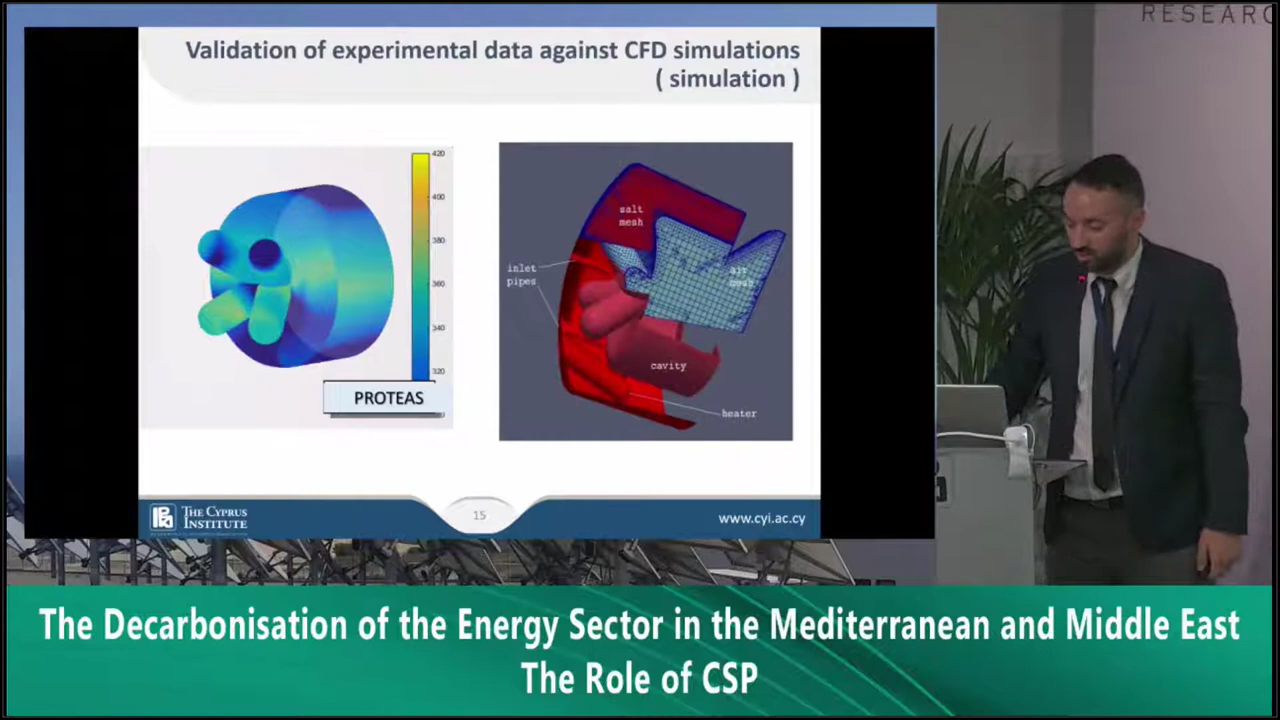 RESEARC
Validation of experimental data against CFD simulations
( simulation )
420
400
380
360
340
320
PROTEAS
salt
mesh
inlet
pipes
air
mesh
cavity
heater
THE CYPRUS
INSTITUTE
15
www.cyi.ac.cy
The Decarbonisation of the Energy Sector in the Mediterranean and Middle East
The Role of CSP